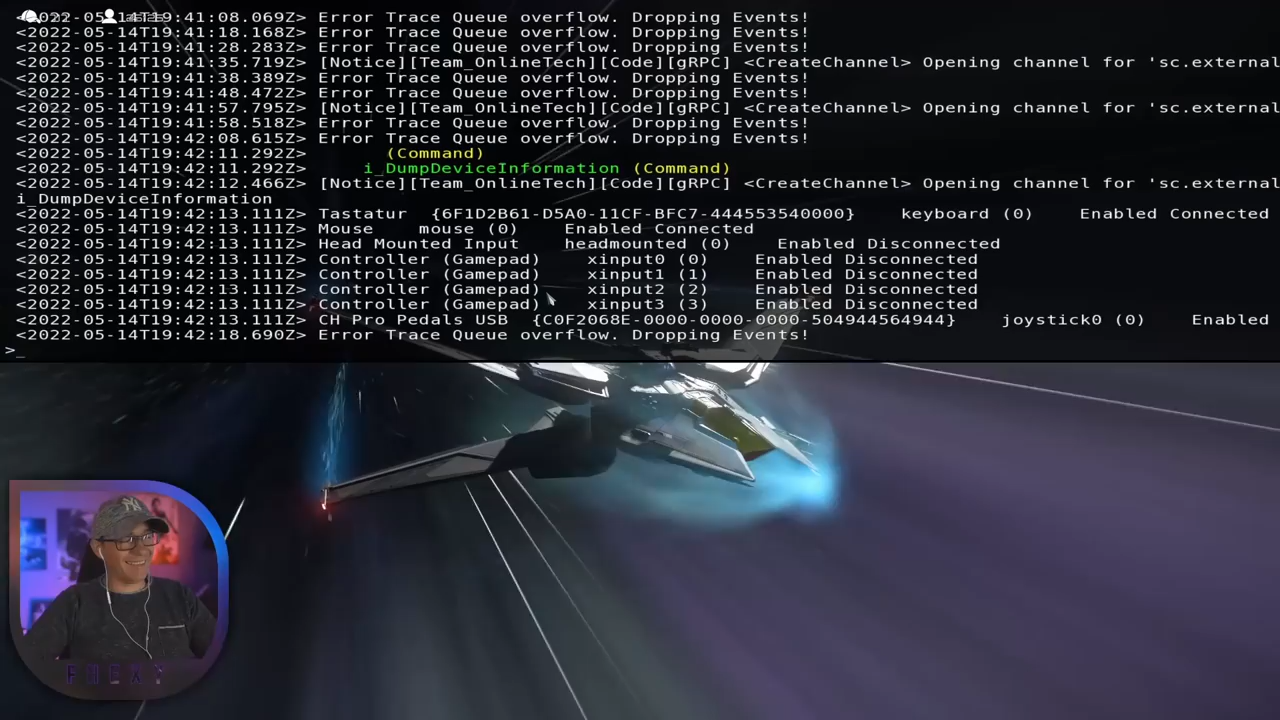 <2022-05-14T19:41:08.069Z> Error Trace Queue overflow. Dropping Events!
<2022-05-14T19:41:18.168Z> Error Trace Queue overflow. Dropping Events!
<2022-05-14T19:41:28.283Z> Error Trace Queue overflow. Dropping Events!
<2022-05-14T19:41:35.719Z> [Notice][Team_OnlineTech][Code][gRPC] <CreateChannel> Opening channel for 'sc.external
<2022-05-14T19:41:38.389Z> Error Trace Queue overflow. Dropping Events!
<2022-05-14T19:41:48.472Z> Error Trace Queue overflow. Dropping Events!
<2022-05-14T19:41:57.795Z> [Notice][Team_OnlineTech][Code][gRPC] <CreateChannel> Opening channel for 'sc.external
<2022-05-14T19:41:58.518Z> Error Trace Queue overflow. Dropping Events!
<2022-05-14T19:42:08.615Z> Error Trace Queue overflow. Dropping Events!
<2022-05-14T19:42:11.292Z> (Command)
<2022-05-14T19:42:11.292Z> i_DumpDeviceInformation (Command)
<2022-05-14T19:42:12.466Z> [Notice][Team_OnlineTech][Code][gRPC] <CreateChannel> Opening channel for 'sc.external
i_DumpDeviceInformation
<2022-05-14T19:42:13.111Z> Tastatur {6F1D2B61-D5A0-11CF-BFC7-444553540000} keyboard (0) Enabled Connected
<2022-05-14T19:42:13.111Z> Mouse mouse (0) Enabled Connected
<2022-05-14T19:42:13.111Z> Head Mounted Input headmounted (0) Enabled Disconnected
<2022-05-14T19:42:13.111Z> Controller (Gamepad) xinput0 (0) Enabled Disconnected
<2022-05-14T19:42:13.111Z> Controller (Gamepad) xinput1 (1) Enabled Disconnected
<2022-05-14T19:42:13.111Z> Controller (Gamepad) xinput2 (2) Enabled Disconnected
<2022-05-14T19:42:13.111Z> Controller (Gamepad) xinput3 (3) Enabled Disconnected
<2022-05-14T19:42:13.111Z> CH Pro Pedals USB {C0F2068E-0000-0000-0000-504944564944} joystick0 (0) Enabled
<2022-05-14T19:42:18.690Z> Error Trace Queue overflow. Dropping Events!
>_